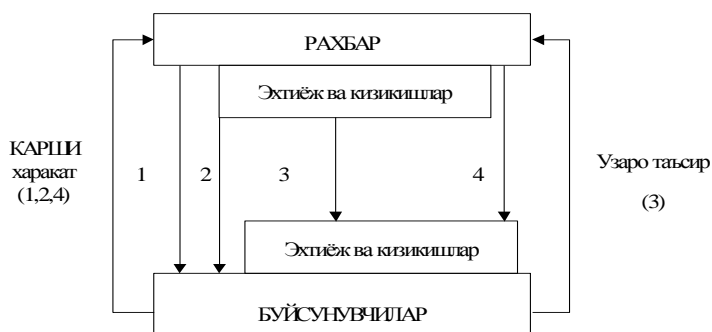 РАХБАР
Эхтиёж ва кизикишлар
КАРШИ
харакат
(1,2,4)
1
2
3
4
Узаро таъсир
(3)
Эхтиёж ва кизикишлар
БУЙСУНУВЧИЛАР